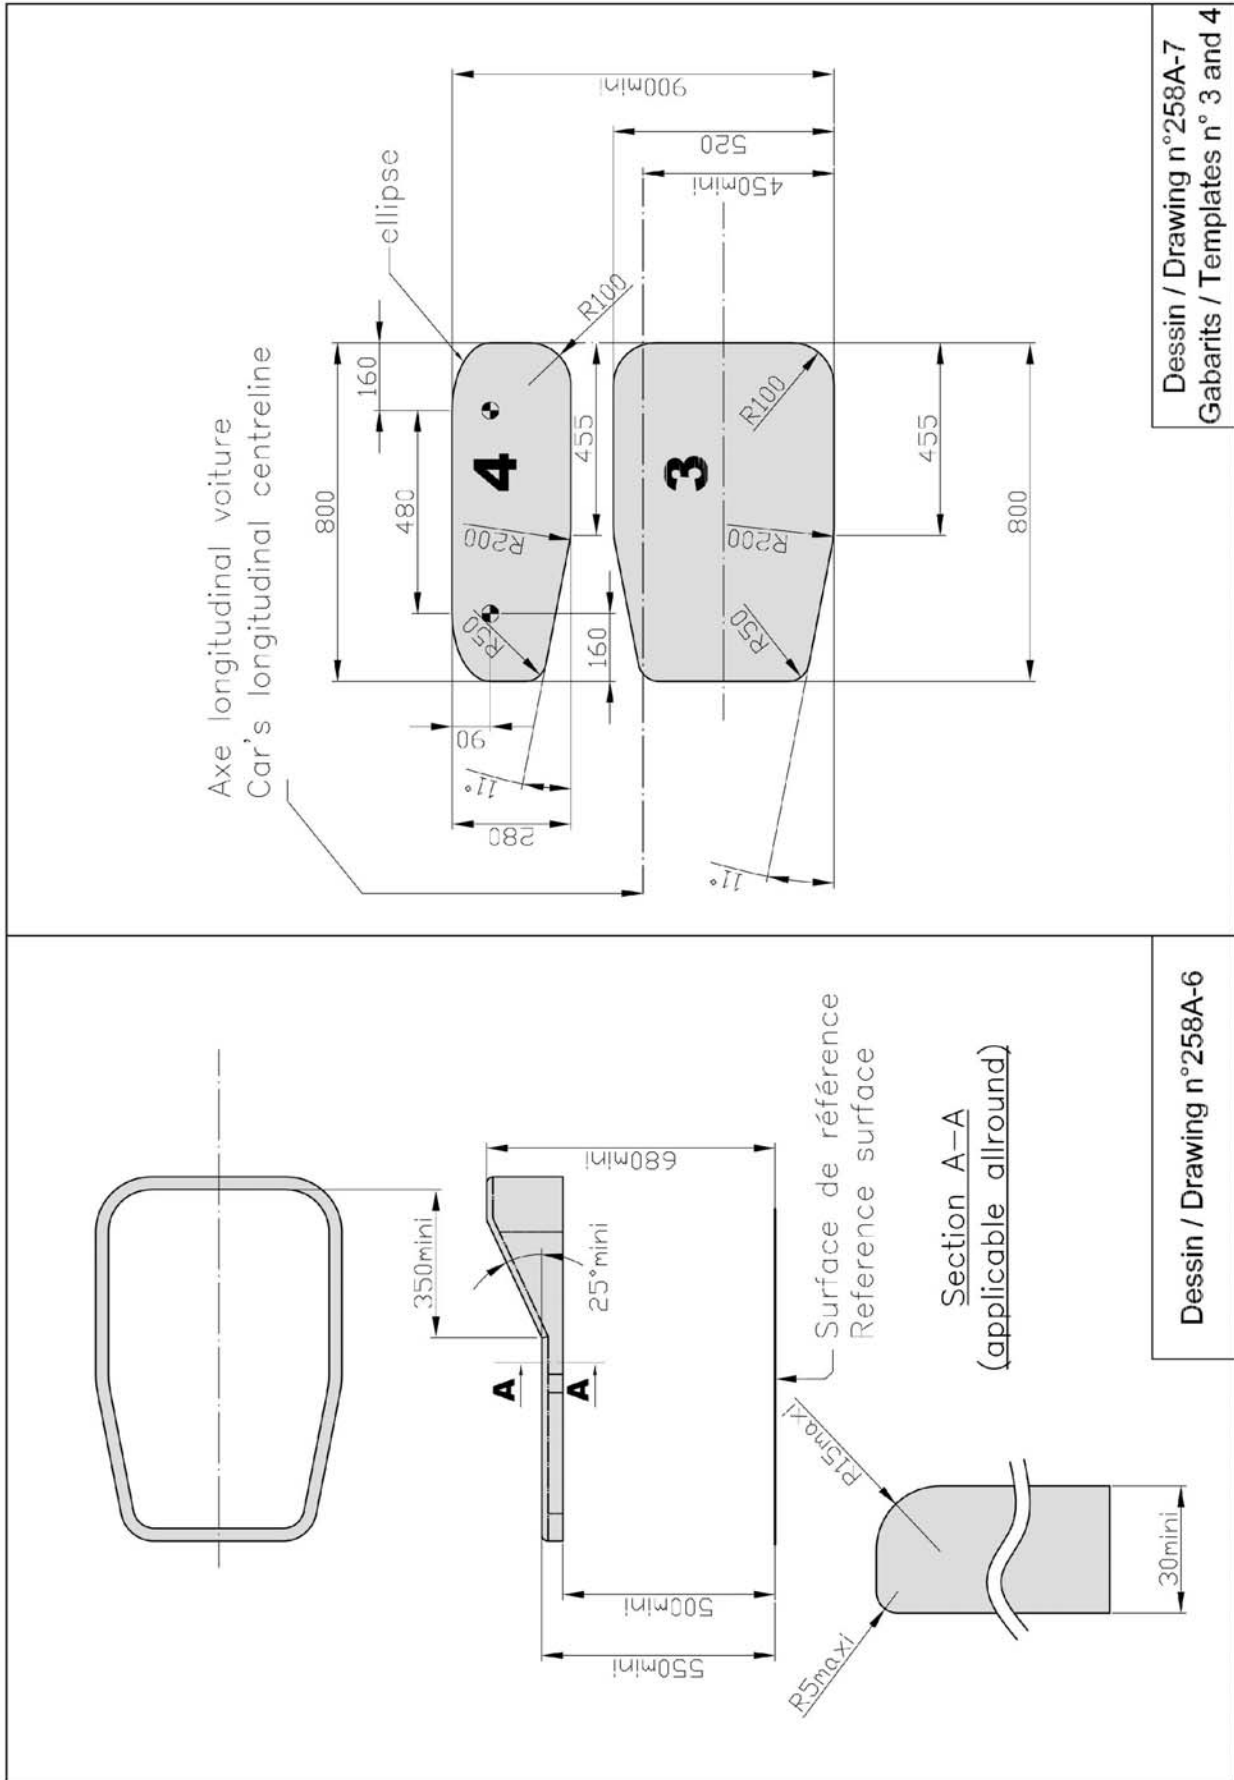 Axe longitudinal voiture
Car's longitudinal centreline
ellipse
800
160
480
4
R100
R200
R50
90
11°
280
455
160
900mini
520
450mini
3
R100
R200
R50
455
800
11°
Dessin / Drawing n°258A-7
Gabarits / Templates n° 3 and 4
350mini
680mini
25°mini
A
A
500mini
550mini
Surface de référence
Reference surface
Section A-A
(applicable allround)
R15maxi
R5maxi
30mini
Dessin / Drawing n°258A-6